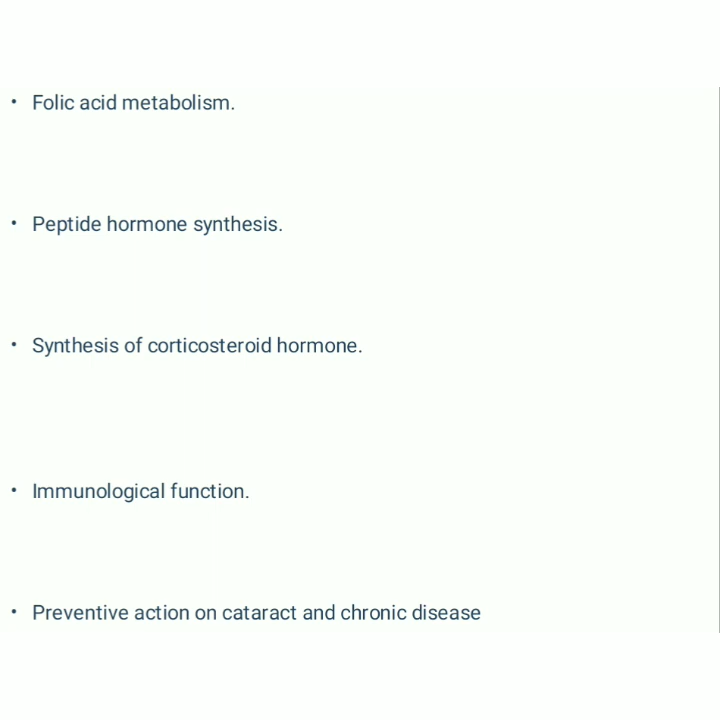 • Folic acid metabolism.
• Peptide hormone synthesis.
• Synthesis of corticosteroid hormone.
• Immunological function.
• Preventive action on cataract and chronic disease